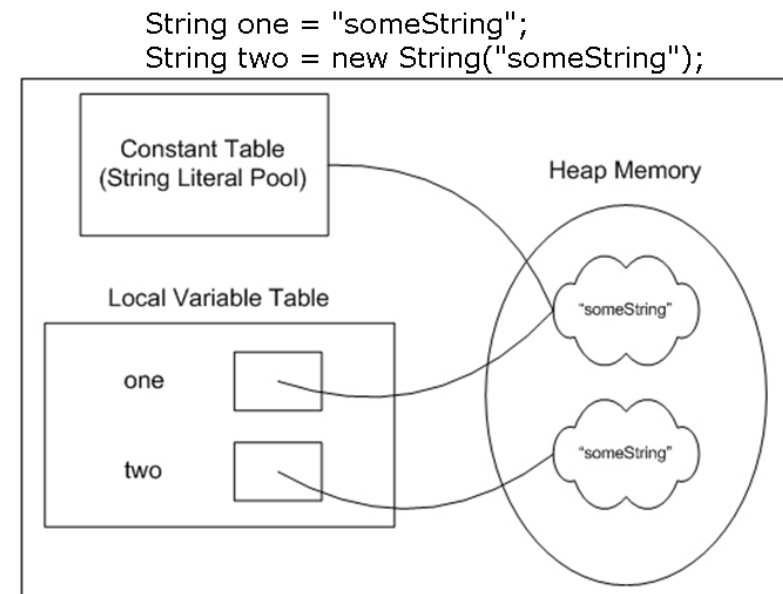 String one = "someString";
String two = new String("someString");
Constant Table
(String Literal Pool)
Heap Memory
"someString"
Local Variable Table
one
two
"someString"